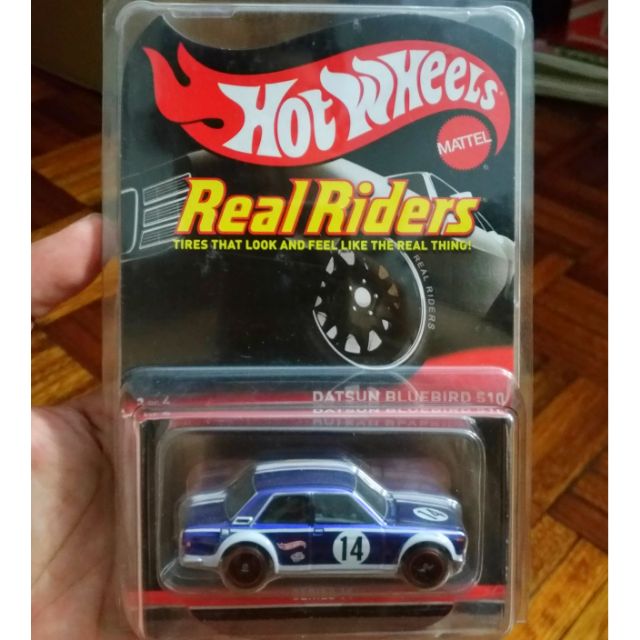 Hot Wheels
MATTEL
®
Real Riders
TIRES THAT LOOK AND FEEL LIKE THE REAL THING!
REAL RIDERS
DATSUN BLUEBIRD 510
14